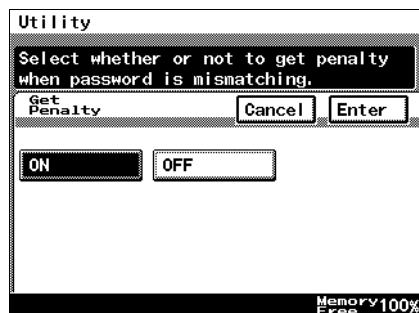 Utility
Select whether or not to get penalty
when password is mismatching.
Get
Penalty
Cancel
Enter
ON
OFF
Memory
Free 100%